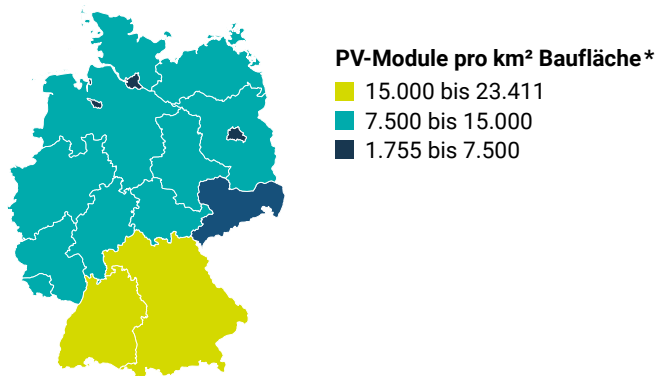 PV-Module pro km² Baufläche*
15.000 bis 23.411
7.500 bis 15.000
1.755 bis 7.500